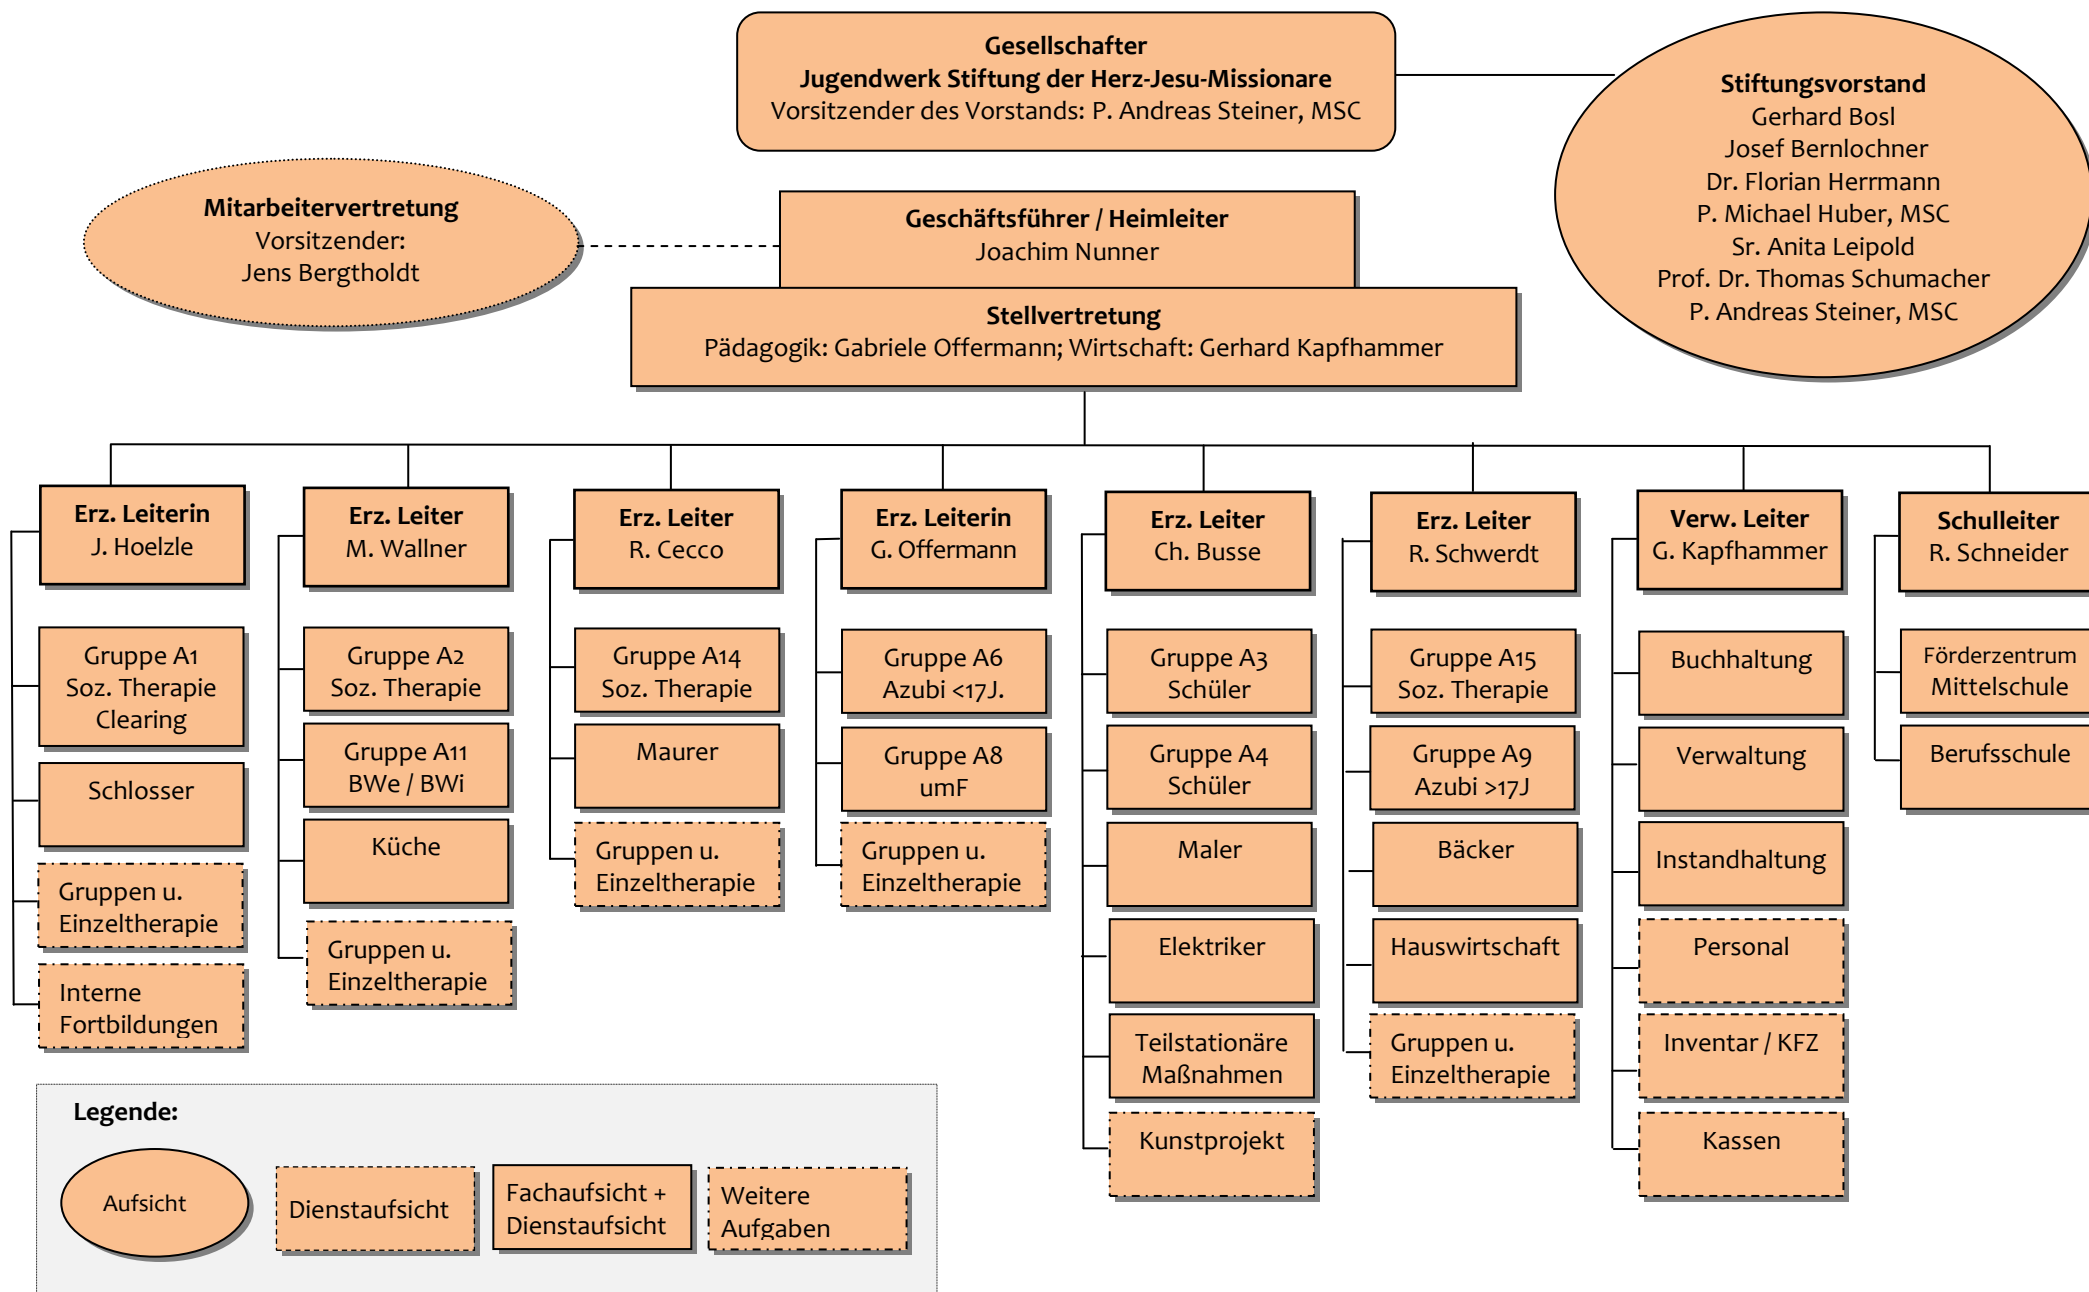 Gesellschafter
Jugendwerk Stiftung der Herz-Jesu-Missionare
Vorsitzender des Vorstands: P. Andreas Steiner, MSC
Stiftungsvorstand
Gerhard Bosl
Josef Bernlochner
Dr. Florian Herrmann
P. Michael Huber, MSC
Sr. Anita Leipold
Prof. Dr. Thomas Schumacher
P. Andreas Steiner, MSC
Mitarbeitervertretung
Vorsitzender:
Jens Bergtholdt
Geschäftsführer / Heimleiter
Joachim Nunner
Stellvertretung
Pädagogik: Gabriele Offermann; Wirtschaft: Gerhard Kapfhammer
Erz. Leiterin
J. Hoelzle
Gruppe A1
Soz. Therapie
Clearing
Schlosser
Gruppen u.
Einzeltherapie
Interne
Fortbildungen
Erz. Leiter
M. Wallner
Gruppe A2
Soz. Therapie
Gruppe A11
BWe / BWi
Küche
Gruppen u.
Einzeltherapie
Erz. Leiter
R. Cecco
Gruppe A14
Soz. Therapie
Maurer
Gruppen u.
Einzeltherapie
Erz. Leiterin
G. Offermann
Gruppe A6
Azubi <17J.
Gruppe A8
umF
Gruppen u.
Einzeltherapie
Erz. Leiter
Ch. Busse
Gruppe A3
Schüler
Gruppe A4
Schüler
Maler
Elektriker
Teilstationäre
Maßnahmen
Kunstprojekt
Erz. Leiter
R. Schwerdt
Gruppe A15
Soz. Therapie
Gruppe A9
Azubi >17J
Bäcker
Hauswirtschaft
Gruppen u.
Einzeltherapie
Verw. Leiter
G. Kapfhammer
Buchhaltung
Verwaltung
Instandhaltung
Personal
Inventar / KFZ
Kassen
Schulleiter
R. Schneider
Förderzentrum
Mittelschule
Berufsschule
Legende:
Aufsicht
Dienstaufsicht
Fachaufsicht +
Dienstaufsicht
Weitere
Aufgaben